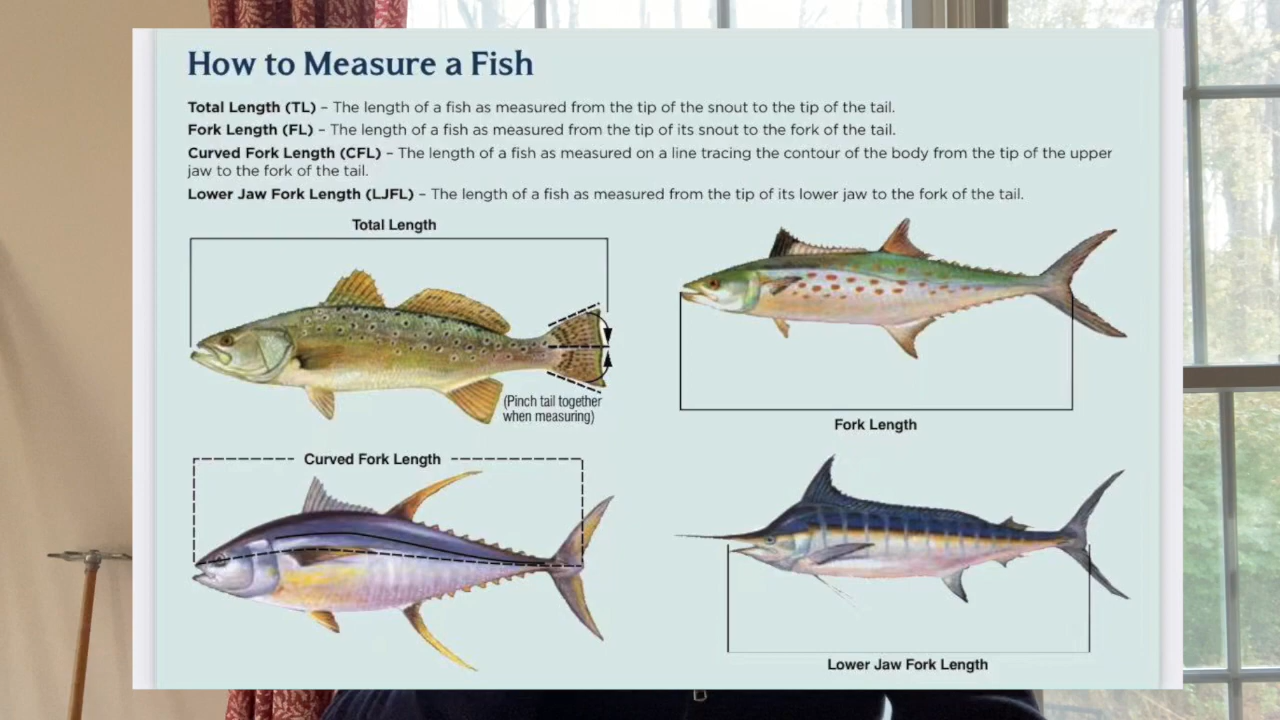 How to Measure a Fish
Total Length (TL) – The length of a fish as measured from the tip of the snout to the tip of the tail.
Fork Length (FL) – The length of a fish as measured from the tip of its snout to the fork of the tail.
Curved Fork Length (CFL) – The length of a fish as measured on a line tracing the contour of the body from the tip of the upper
jaw to the fork of the tail.
Lower Jaw Fork Length (LJFL) – The length of a fish as measured from the tip of its lower jaw to the fork of the tail.
Total Length
(Pinch tail together
when measuring)
Fork Length
Curved Fork Length
Lower Jaw Fork Length